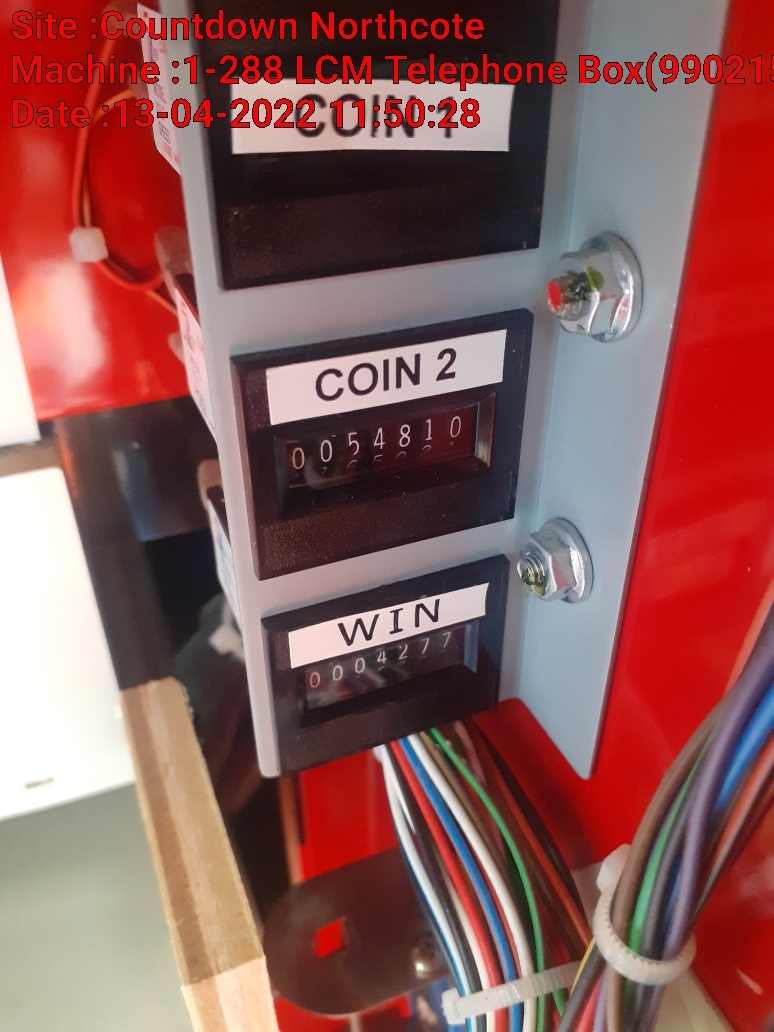 Site :Countdown Northcote
Machine :1-288 LCM Telephone Box(99021
Date :13-04-2022 11:50:28
COIN 1
COIN 2
0054810
WIN
0004277